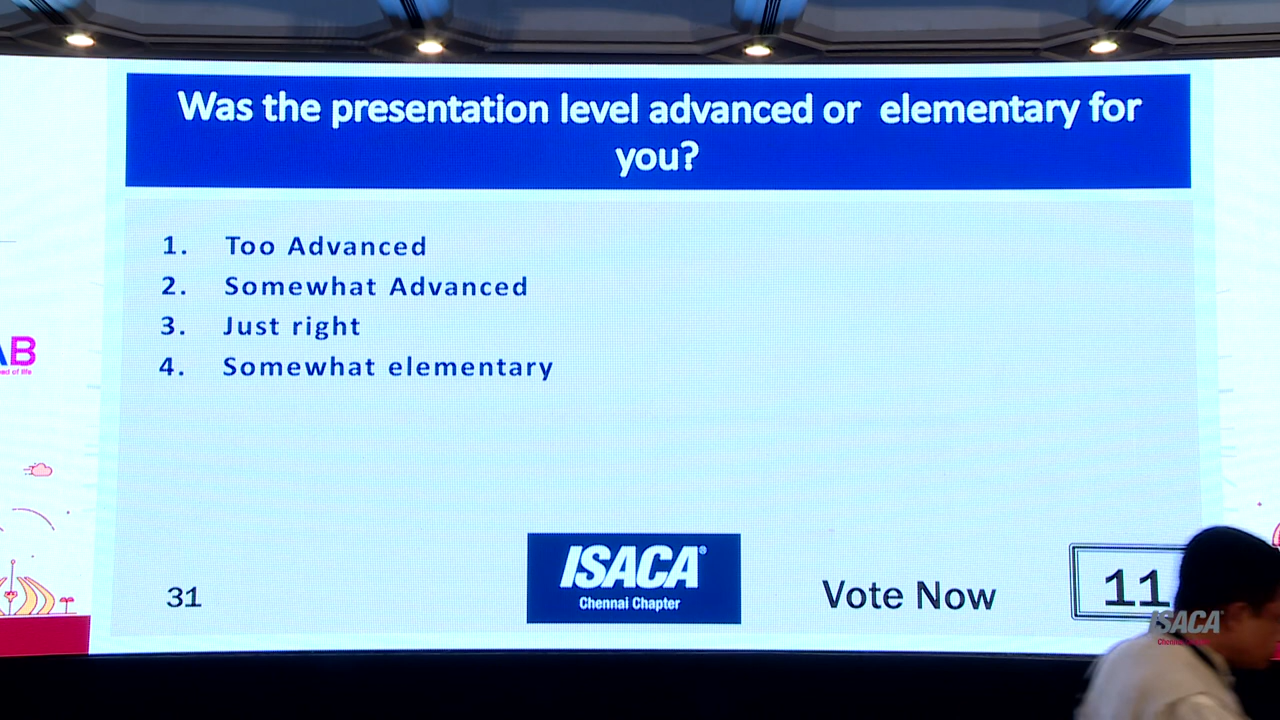 Was the presentation level advanced or elementary for
you?
1. Too Advanced
2. Somewhat Advanced
3. Just right
4. Somewhat elementary
AB
31
ISACA®
Chennai Chapter
Vote Now
11
ISACA